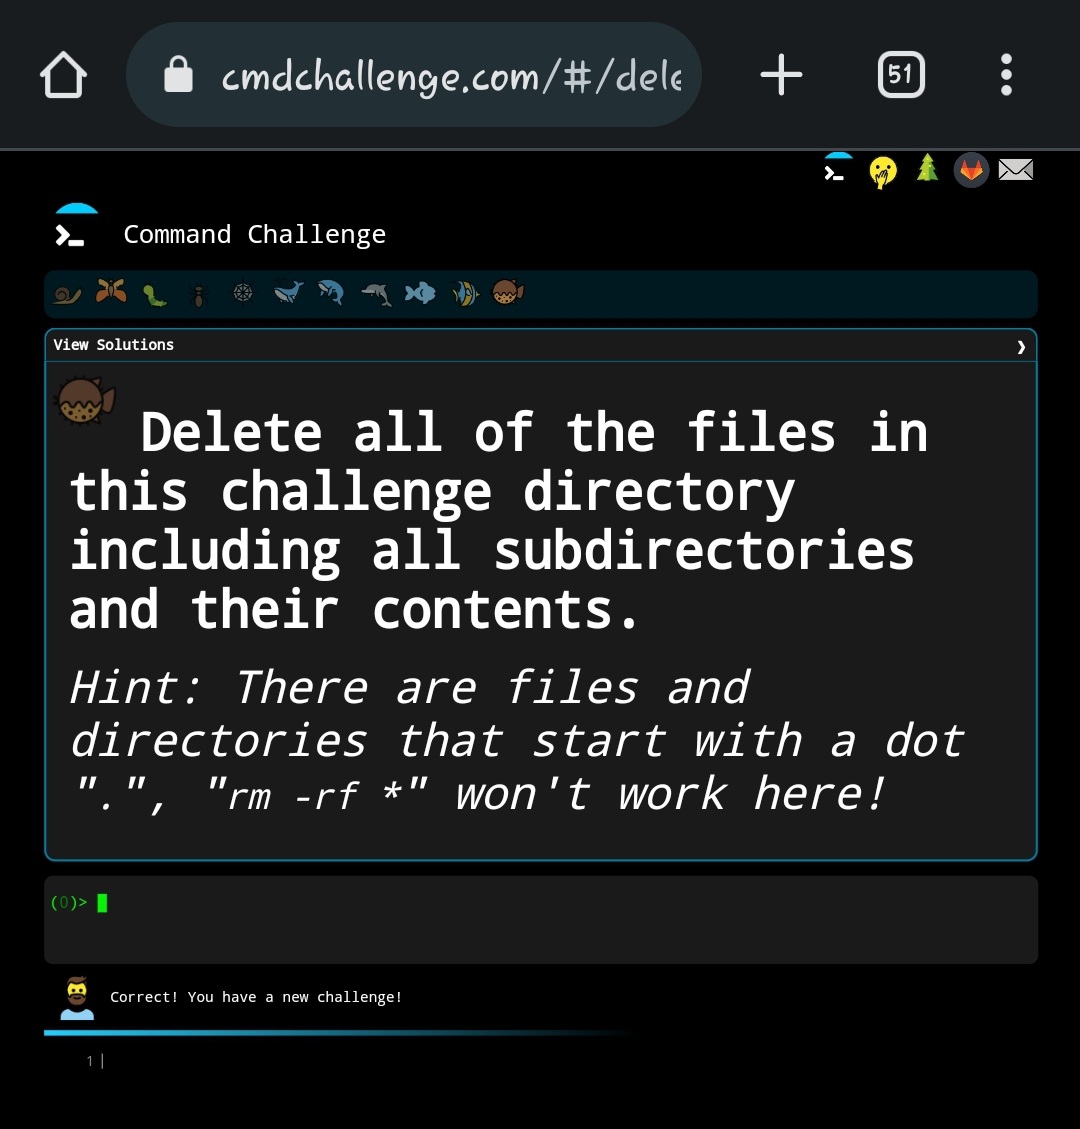 cmdchallenge.com/#/dele
51
Command Challenge
View Solutions
Delete all of the files in
this challenge directory
including all subdirectories
and their contents.
Hint: There are files and
directories that start with a dot
".", "rm -rf *" won't work here!
(0)>
Correct! You have a new challenge!
1|